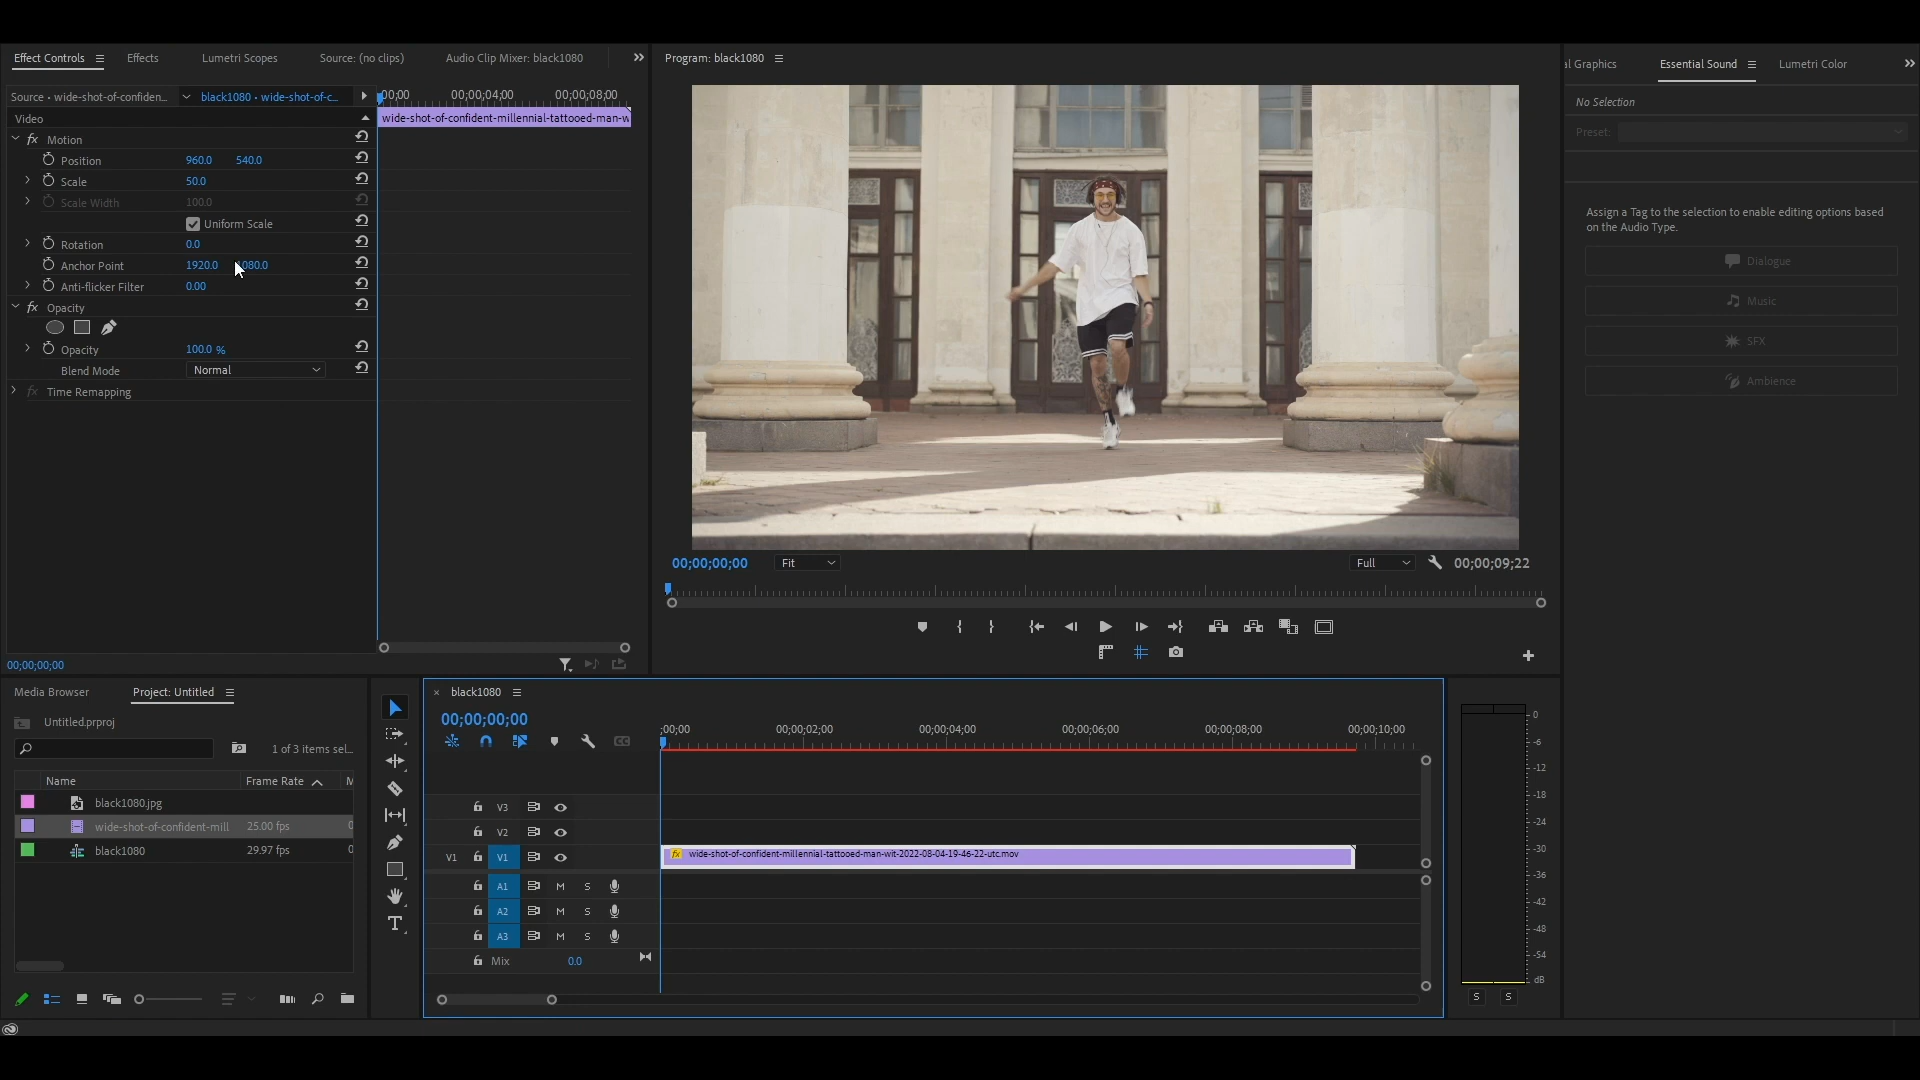 Effect Controls
Effects
Lumetri Scopes
Source: (no clips)
Audio Clip Mixer: black1080
Source • wide-shot-of-confiden...
black1080 • wide-shot-of-c...
00;00
00;00;04;00
00;00;08;00
Video
wide-shot-of-confident-millennial-tattooed-man-w
fx Motion
Position 960.0 540.0
Scale 50.0
Scale Width 100.0
Uniform Scale
Rotation 0.0
Anchor Point 1920.0 1080.0
Anti-flicker Filter 0.00
fx Opacity
Opacity 100.0 %
Blend Mode Normal
fx Time Remapping
00;00;00;00
Program: black1080
00;00;00;00
Fit
Full
00;00;09;22
al Graphics
Essential Sound
Lumetri Color
No Selection
Preset:
Assign a Tag to the selection to enable editing options based
on the Audio Type.
Dialogue
Music
SFX
Ambience
Media Browser
Project: Untitled
Untitled.prproj
1 of 3 items sel...
Name
Frame Rate
M
black1080.jpg
wide-shot-of-confident-mill 25.00 fps 0
black1080 29.97 fps 0
T
× black1080
00;00;00;00
;00;00
00;00;02;00
00;00;04;00
00;00;06;00
00;00;08;00
00;00;10;00
CC
V3
V2
V1 V1
fx wide-shot-of-confident-millennial-tattooed-man-wit-2022-08-04-19-46-22-utc.mov
A1 M S
A2 M S
A3 M S
Mix 0.0
0
-6
-12
-18
-24
-30
-36
-42
-48
-54
dB
S S